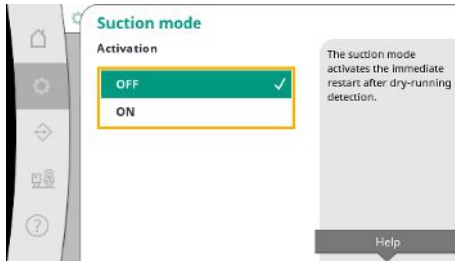 Suction mode
Activation
OFF
ON
The suction mode
activates the immediate
restart after dry-running
detection.
Help